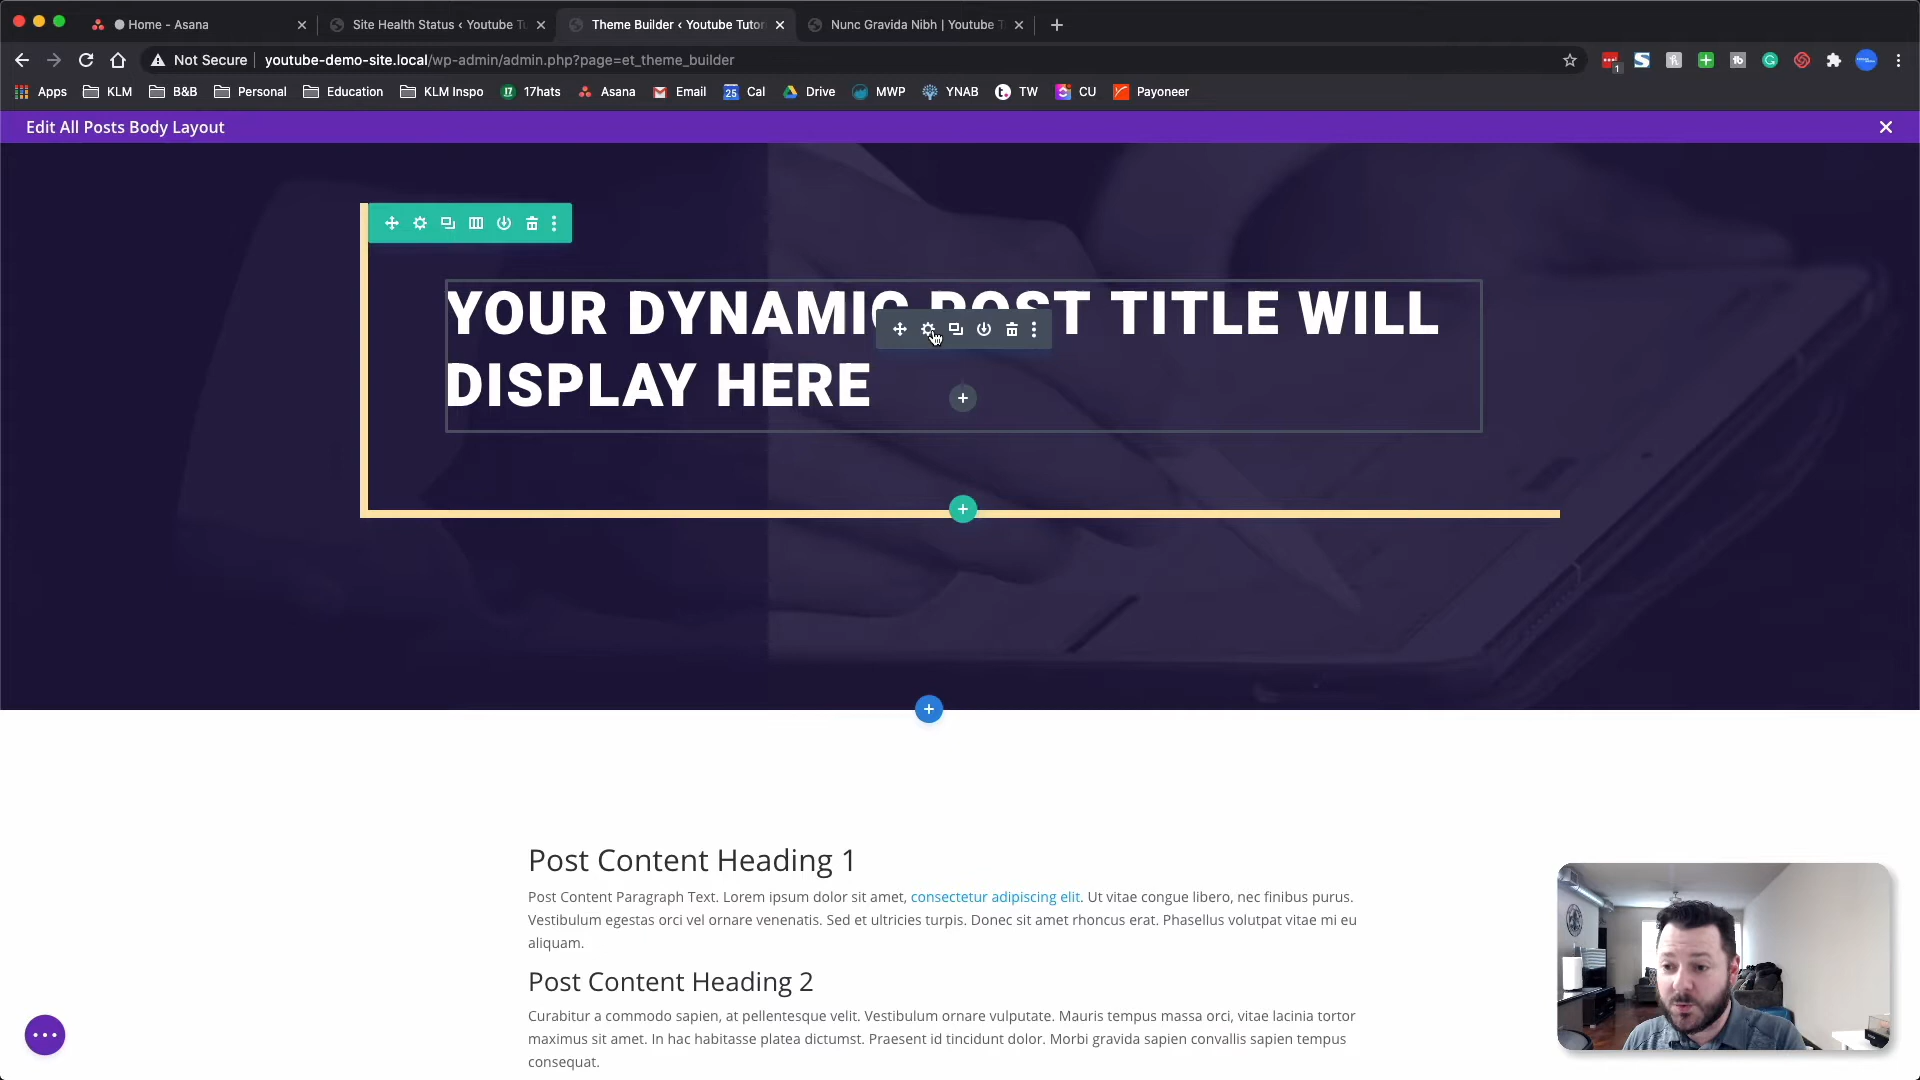 Home - Asana
Site Health Status ‹ Youtube Tu
Theme Builder ‹ Youtube Tutor
Nunc Gravida Nibh | Youtube T
Not Secure youtube-demo-site.local/wp-admin/admin.php?page=et_theme_builder
1
Apps KLM B&B Personal Education KLM Inspo 17hats Asana Email 25 Cal Drive MWP YNAB TW CU Payoneer
Edit All Posts Body Layout
YOUR DYNAMIC POST TITLE WILL
DISPLAY HERE
Post Content Heading 1
Post Content Paragraph Text. Lorem ipsum dolor sit amet, consectetur adipiscing elit. Ut vitae congue libero, nec finibus purus.
Vestibulum egestas orci vel ornare venenatis. Sed et ultricies turpis. Donec sit amet rhoncus erat. Phasellus volutpat vitae mi eu
aliquam.
Post Content Heading 2
Curabitur a commodo sapien, at pellentesque velit. Vestibulum ornare vulputate. Mauris tempus massa orci, vitae lacinia tortor
maximus sit amet. In hac habitasse platea dictumst. Praesent id tincidunt dolor. Morbi gravida sapien convallis sapien tempus
consequat.